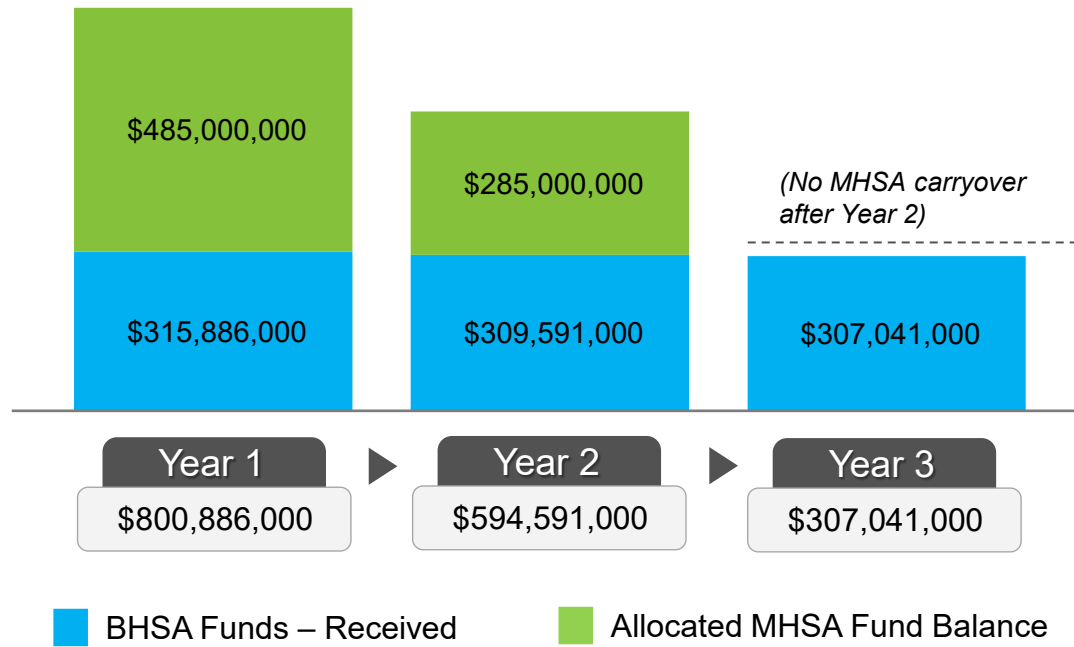 $485,000,000
$285,000,000
(No MHSA carryover
after Year 2)
$315,886,000
$309,591,000
$307,041,000
Year 1
Year 2
Year 3
$800,886,000
$594,591,000
$307,041,000
BHSA Funds – Received
Allocated MHSA Fund Balance